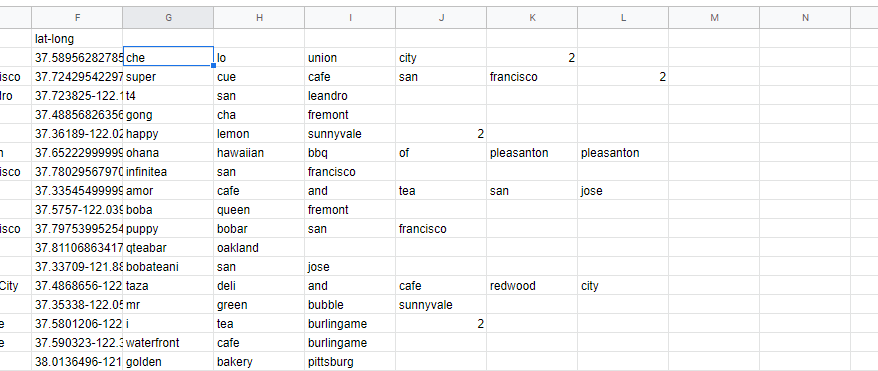 F G H I J K L M N
lat-long
37.58956282785 che lo union city 2
isco 37.72429542297 super cue cafe san francisco 2
dro 37.723825-122.1 t4 san leandro
37.48856826356 gong cha fremont
37.36189-122.02 happy lemon sunnyvale 2
n 37.65222999999 ohana hawaiian bbq of pleasanton pleasanton
isco 37.78029567970 infinitea san francisco
37.33545499999 amor cafe and tea san jose
37.5757-122.039 boba queen fremont
isco 37.79753995254 puppy bobar san francisco
37.81106863417 qteabar oakland
37.33709-121.88 bobateani san jose
City 37.4868656-122 taza deli and cafe redwood city
37.35338-122.05 mr green bubble sunnyvale
e 37.5801206-122 i tea burlingame 2
e 37.590323-122.3 waterfront cafe burlingame
38.0136496-121 golden bakery pittsburg